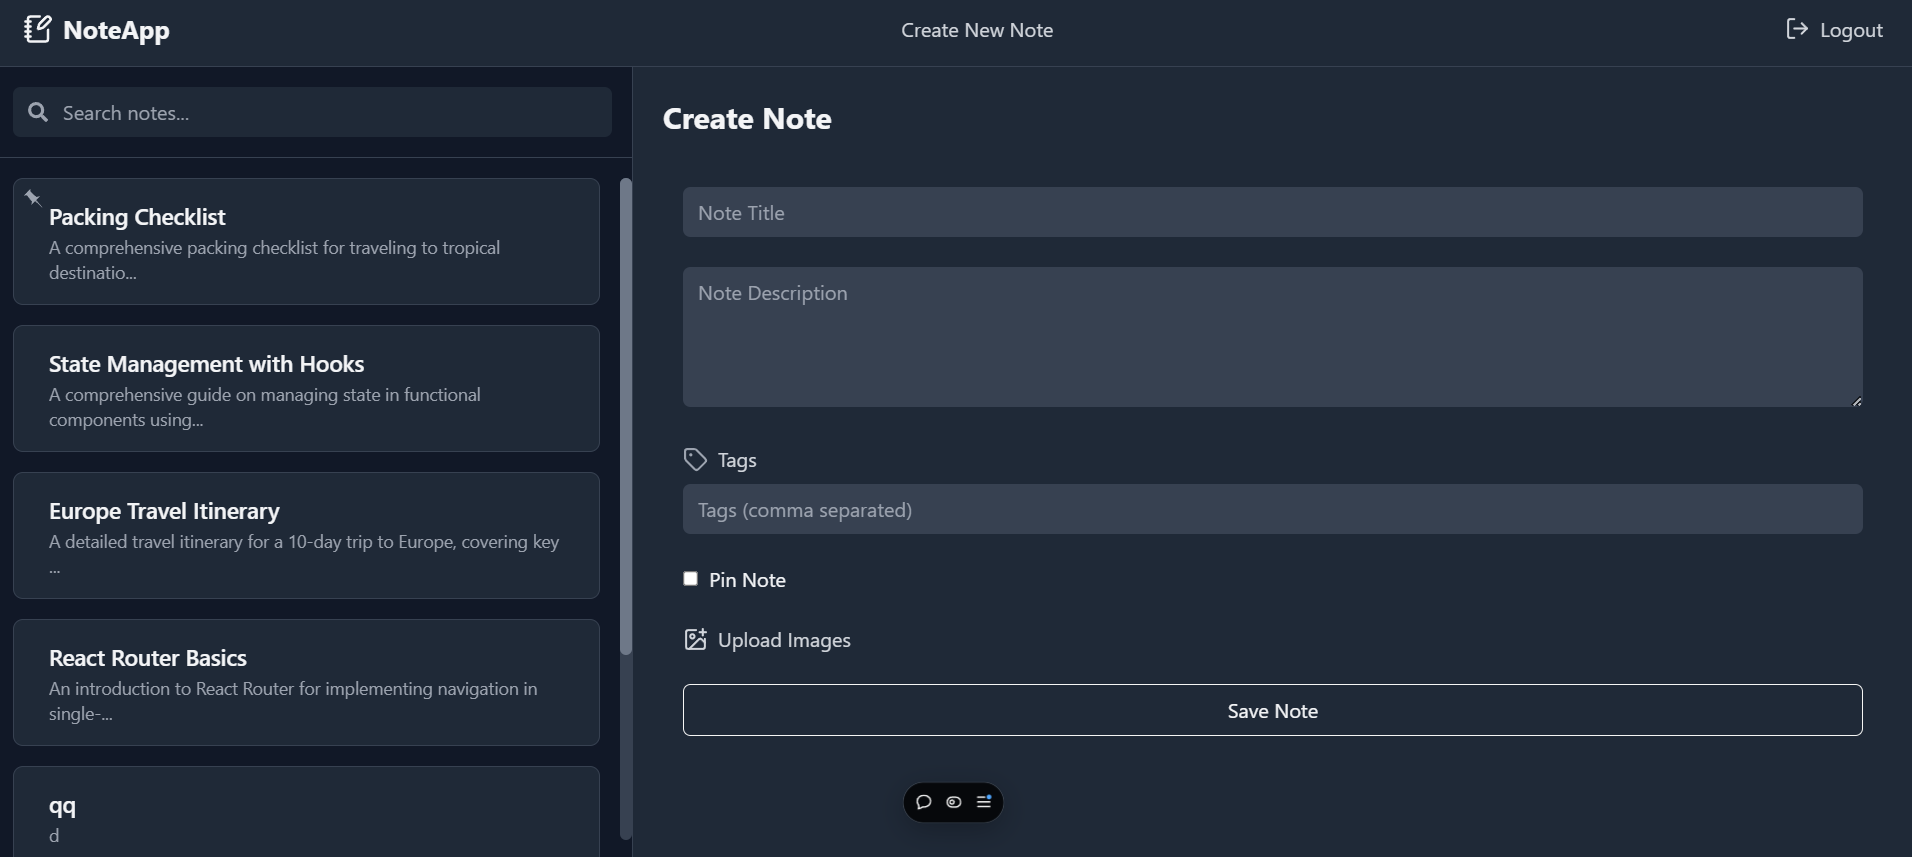 NoteApp
Create New Note
Logout
Search notes...
Packing Checklist
A comprehensive packing checklist for traveling to tropical
destinatio...
State Management with Hooks
A comprehensive guide on managing state in functional
components using...
Europe Travel Itinerary
A detailed travel itinerary for a 10-day trip to Europe, covering key
...
React Router Basics
An introduction to React Router for implementing navigation in
single-...
qq
d
Create Note
Note Title
Note Description
Tags
Tags (comma separated)
Pin Note
Upload Images
Save Note